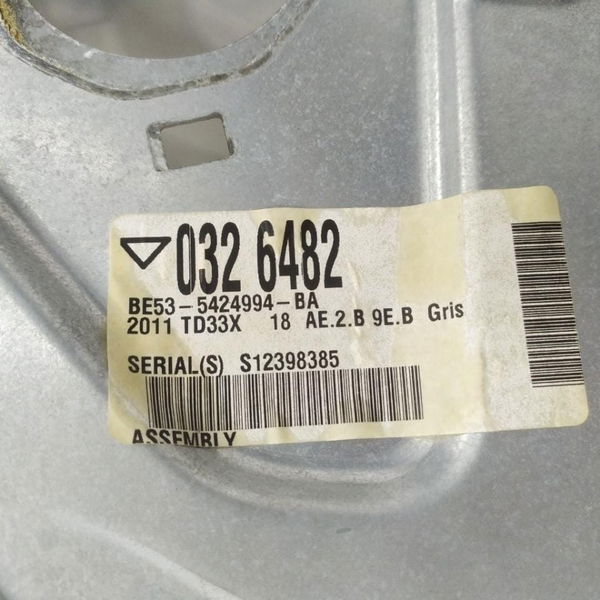 032 6482
BE53-5424994-BA
2011 TD33X 18 AE.2.B 9E.B Gris
SERIAL(S) S12398385
ASSEMBLY